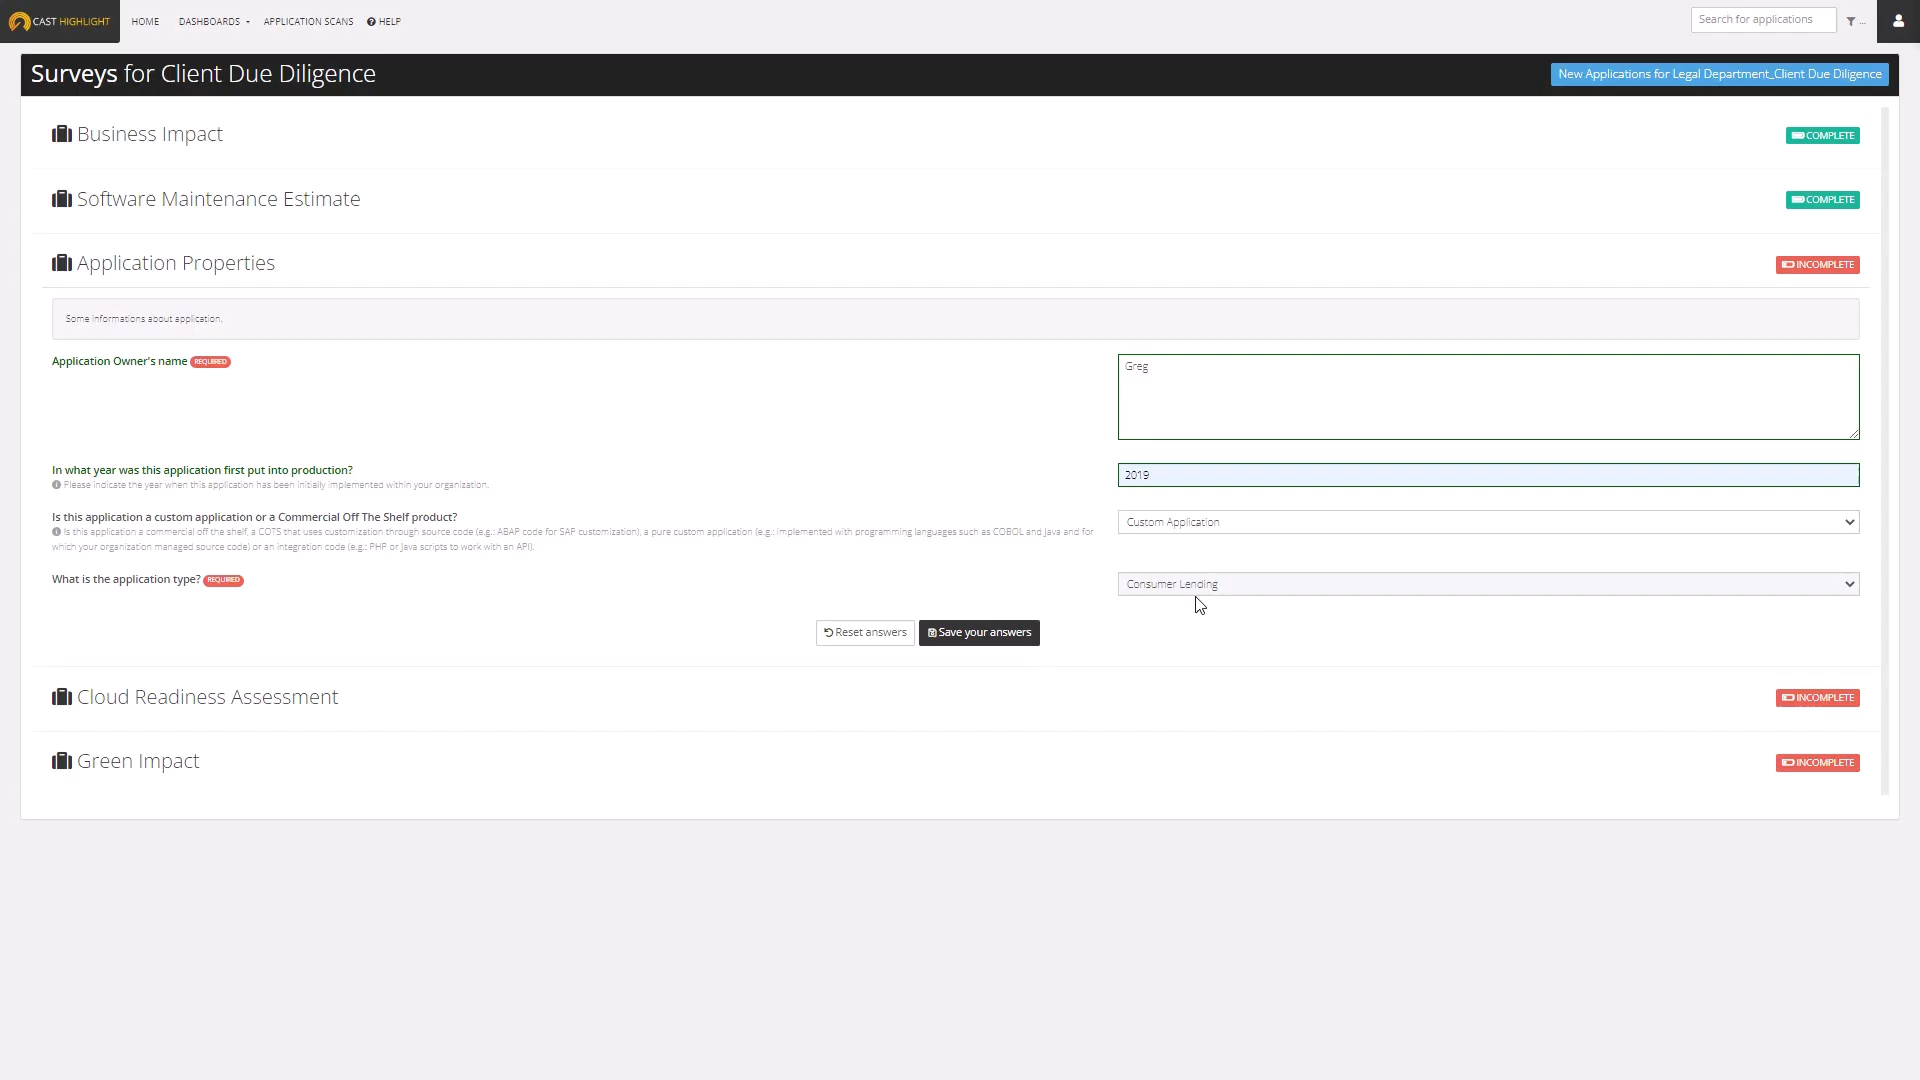 CAST HIGHLIGHT HOME DASHBOARDS APPLICATION SCANS HELP Search for applications ...
Surveys for Client Due Diligence New Applications for Legal Department_Client Due Diligence
Business Impact COMPLETE
Software Maintenance Estimate COMPLETE
Application Properties INCOMPLETE
Some informations about application.
Application Owner's name REQUIRED Greg
In what year was this application first put into production? 2019
Please indicate the year when this application has been initially implemented within your organization.
Is this application a custom application or a Commercial Off The Shelf product? Custom Application
Is this application a commercial off the shelf, a COTS that uses customization through source code (e.g.: ABAP code for SAP customization), a pure custom application (e.g: implemented with programming languages such as COBOL and Java and for
which your organization managed source code) or an integration code (e.g.: PHP or Java scripts to work with an API).
What is the application type? REQUIRED Consumer Lending
Reset answers Save your answers
Cloud Readiness Assessment INCOMPLETE
Green Impact INCOMPLETE